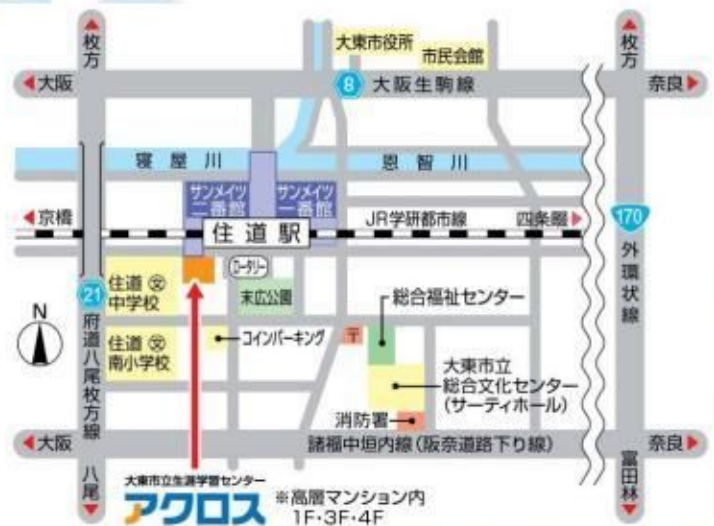 枚方
枚方
大東市役所
市民会館
大阪
8
大阪生駒線
奈良
寝屋川
恩智川
サンメイツ
二番館
サンメイツ
一番館
京橋
住道駅
JR学研都市線
四条畷
170
外環状線
ロータリー
21
住道 文
中学校
末広公園
総合福祉センター
N
府道八尾枚方線
住道 文
南小学校
コインパーキング
〒
大東市立
総合文化センター
(サーティホール)
消防署
大阪
諸福中垣内線(阪奈道路下り線)
奈良
八尾
富田林
大東市立生涯学習センター
アクロス
※高層マンション内
1F・3F・4F